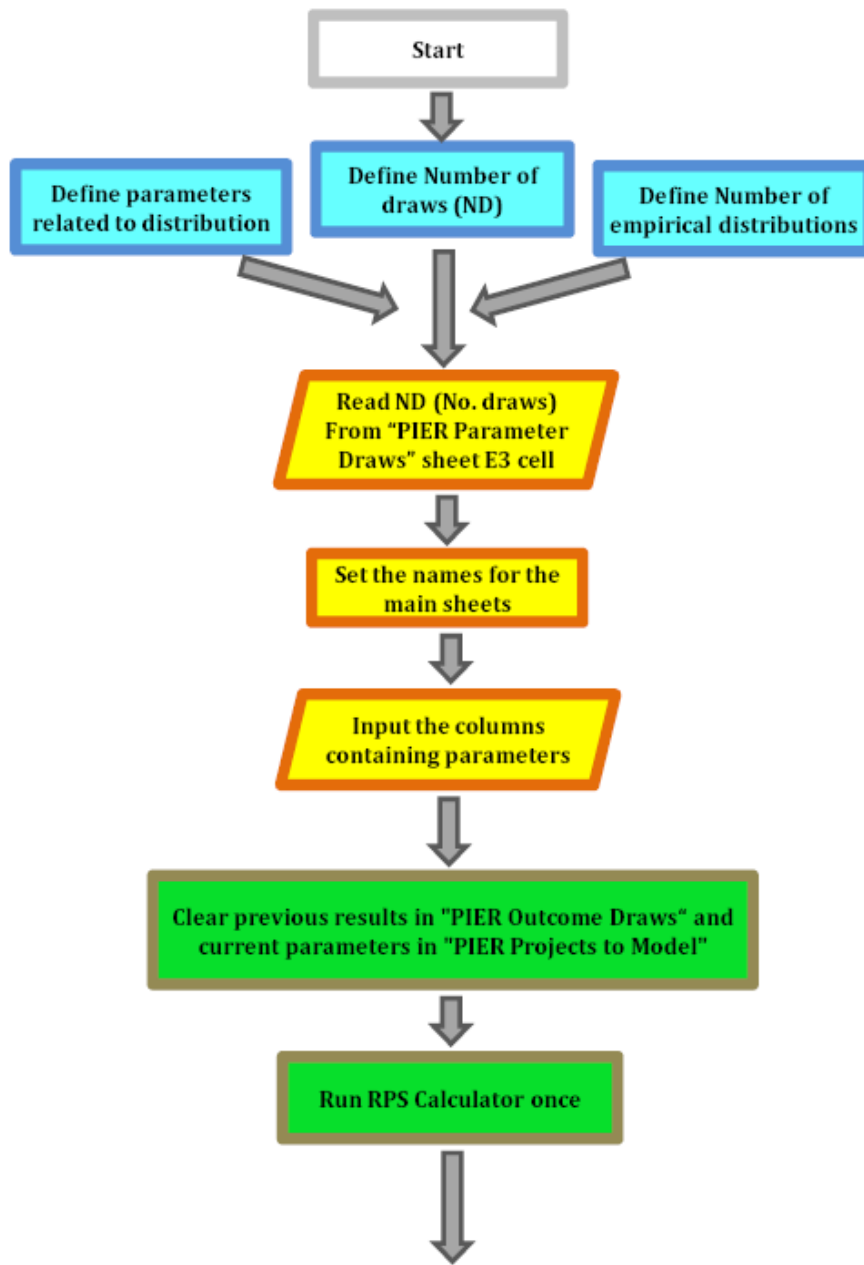 Start
Define parameters
related to distribution
Define Number of
draws (ND)
Define Number of
empirical distributions
Read ND (No. draws)
From “PIER Parameter
Draws” sheet E3 cell
Set the names for the
main sheets
Input the columns
containing parameters
Clear previous results in "PIER Outcome Draws“ and
current parameters in "PIER Projects to Model"
Run RPS Calculator once